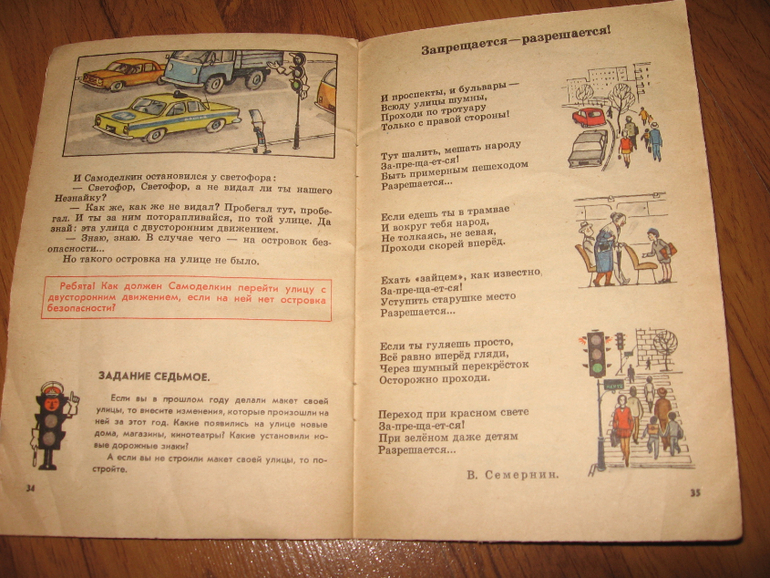 И Самоделкин остановился у светофора:
— Светофор, Светофор, а не видал ли ты нашего
Незнайку?
— Как же, как же не видал? Пробегал тут, пробе-
гал. И ты за ним поторапливайся, по той улице. Да
знай: эта улица с двусторонним движением.
— Знаю, знаю. В случае чего — на островок без-
опасности...
Но такого островка на улице не было.
Ребята! Как должен Самоделкин перейти улицу с
двусторонним движением, если на ней нет островка
безопасности?
ЗАДАНИЕ СЕДЬМОЕ.
Если вы в прошлом году делали макет своей
улицы, то внесите изменения, которые произошли на
ней за этот год. Какие появились на улице новые
дома, магазины, кинотеатры? Какие установили но-
вые дорожные знаки?
А если вы не строили макет своей улицы, то по-
стройте.
34
Запрещается—разрешается!
И проспекты, и бульвары —
Всюду улицы шумны,
Проходи по тротуару
Только с правой стороны!
Тут шалить, мешать народу
За-пре-ща-ет-ся!
Быть примерным пешеходом
Разрешается...
Если едешь ты в трамвае
И вокруг тебя народ,
Не толкаясь, не зевая,
Проходи скорей вперёд.
Ехать «зайцем», как известно,
За-пре-ща-ет-ся!
Уступить старушке место
Разрешается...
Если ты гуляешь просто,
Всё равно вперёд гляди,
Через шумный перекрёсток
Осторожно проходи.
Переход при красном свете
За-пре-ща-ет-ся!
При зелёном даже детям
Разрешается...
В. Семернин.
35